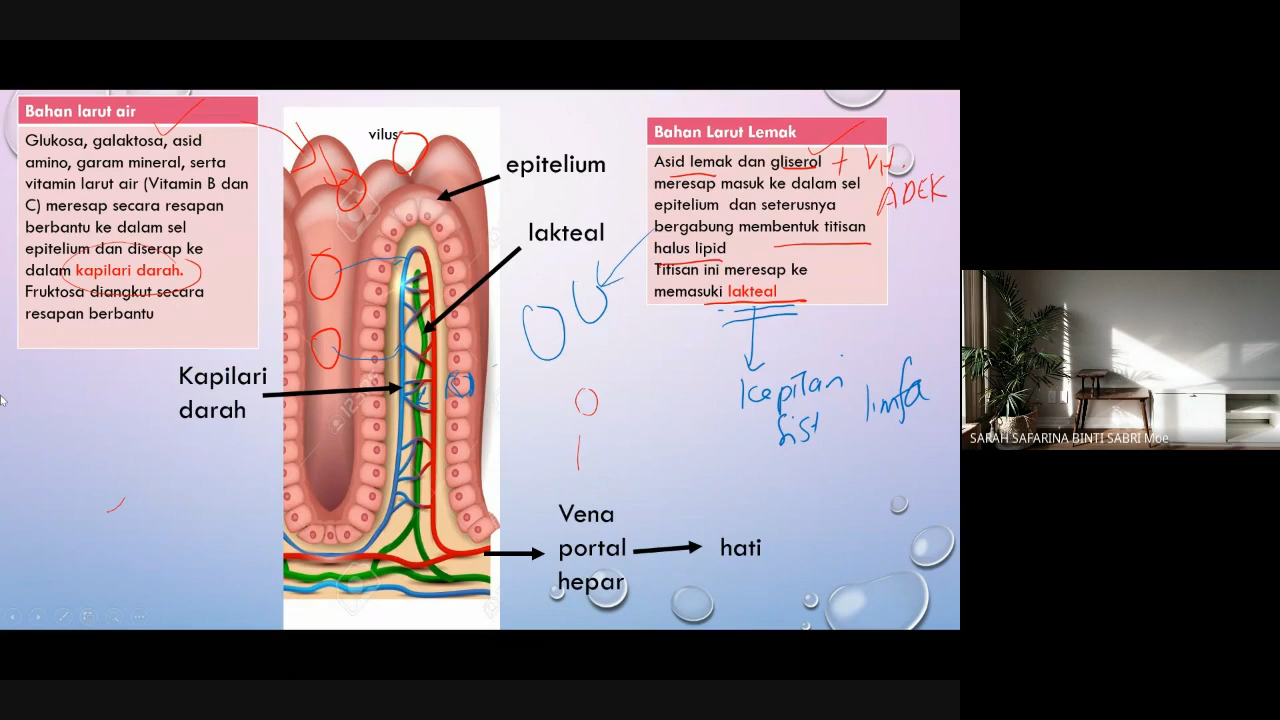 Bahan larut air
Glukosa, galaktosa, asid
amino, garam mineral, serta
vitamin larut air (Vitamin B dan
C) meresap secara resapan
berbantu ke dalam sel
epitelium dan diserap ke
dalam kapilari darah.
Fruktosa diangkut secara
resapan berbantu
vilus
epitelium
lakteal
Kapilari
darah
Bahan Larut Lemak
Asid lemak dan gliserol + Vit.
meresap masuk ke dalam sel ADEK
epitelium dan seterusnya
bergabung membentuk titisan
halus lipid
Titisan ini meresap ke
memasuki lakteal
limfa
Vena
portal
hepar
hati
SARAH SAFARINA BINTI SABRI Moe